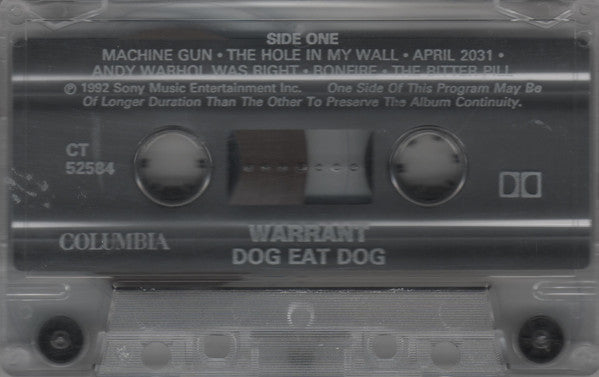 SIDE ONE
MACHINE GUN • THE HOLE IN MY WALL • APRIL 2031 •
ANDY WARHOL WAS RIGHT • BONFIRE • THE BITTER PILL
℗ 1992 Sony Music Entertainment Inc. One Side Of This Program May Be
Of Longer Duration Than The Other To Preserve The Album Continuity.
CT
52584
COLUMBIA
WARRANT
DOG EAT DOG